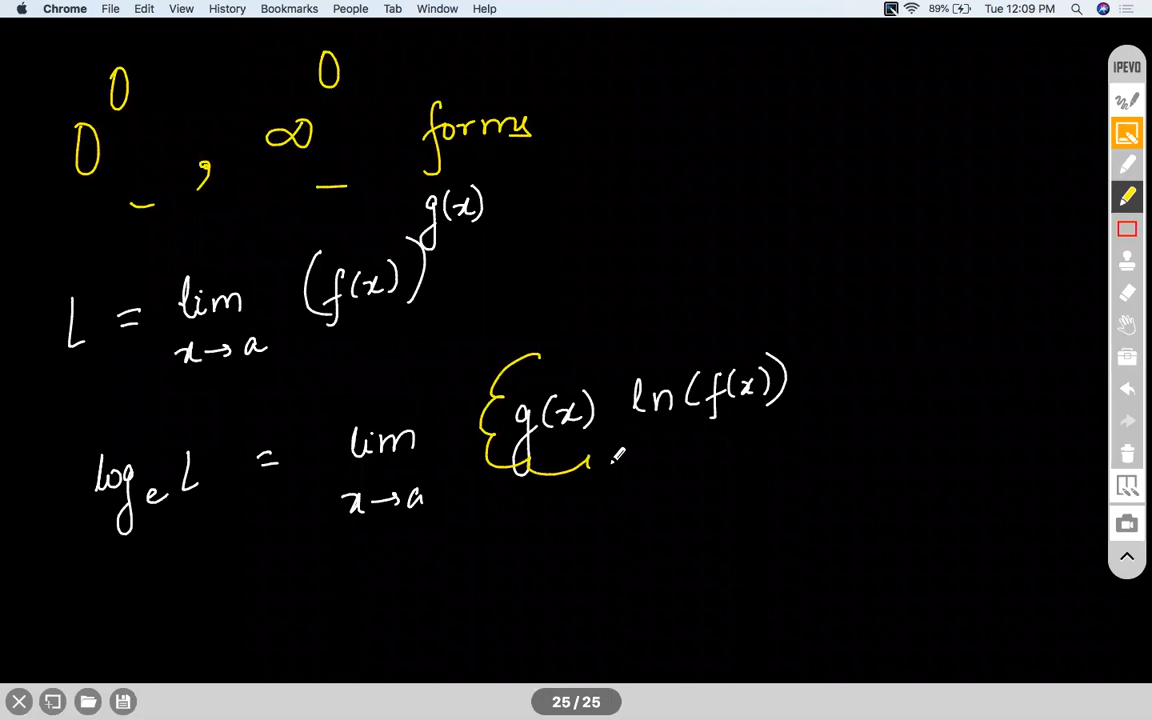 Chrome File Edit View History Bookmarks People Tab Window Help 89% Tue 12:09 PM
IPEVO
0^0 , ∞^0 forms
L = lim x→a (f(x))^g(x)
log_e L = lim x→a { g(x) ln(f(x))
25 / 25